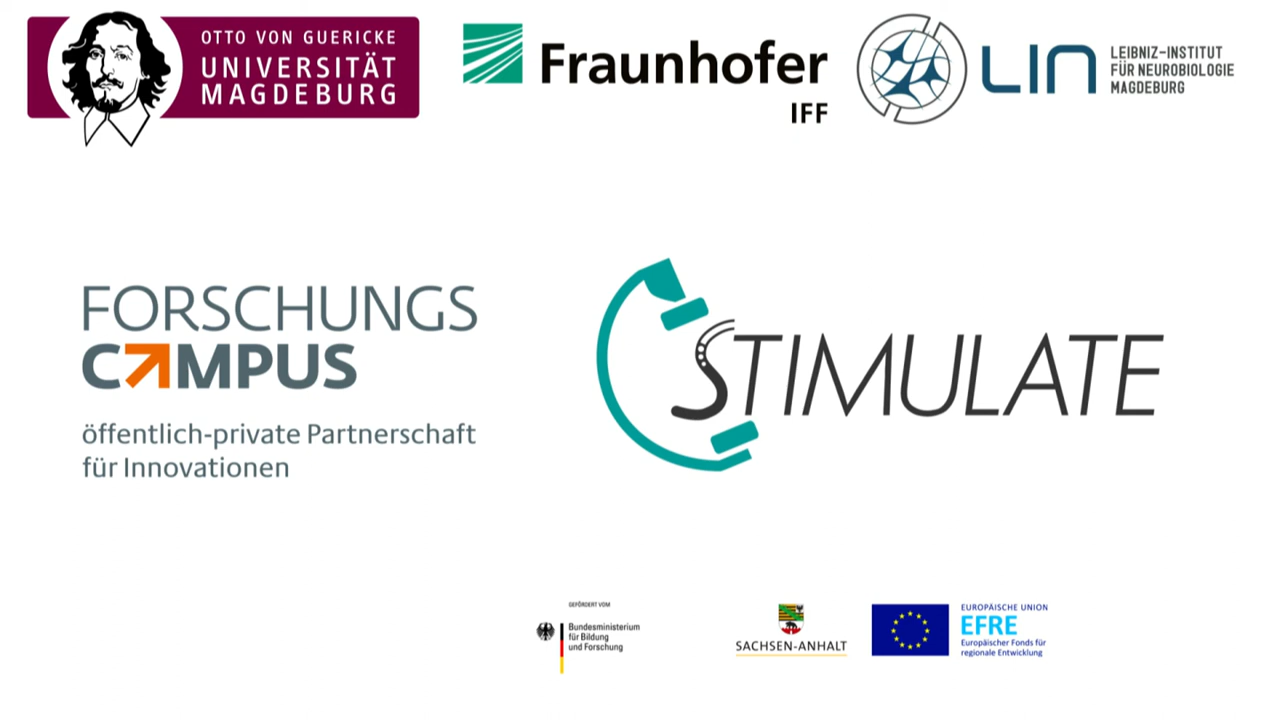 OTTO VON GUERICKE
UNIVERSITÄT
MAGDEBURG
Fraunhofer
IFF
LIN
LEIBNIZ-INSTITUT
FÜR NEUROBIOLOGIE
MAGDEBURG
FORSCHUNGS
CAMPUS
öffentlich-private Partnerschaft
für Innovationen
STIMULATE
GEFÖRDERT VOM
Bundesministerium
für Bildung
und Forschung
SACHSEN-ANHALT
EUROPÄISCHE UNION
EFRE
Europäischer Fonds für
regionale Entwicklung